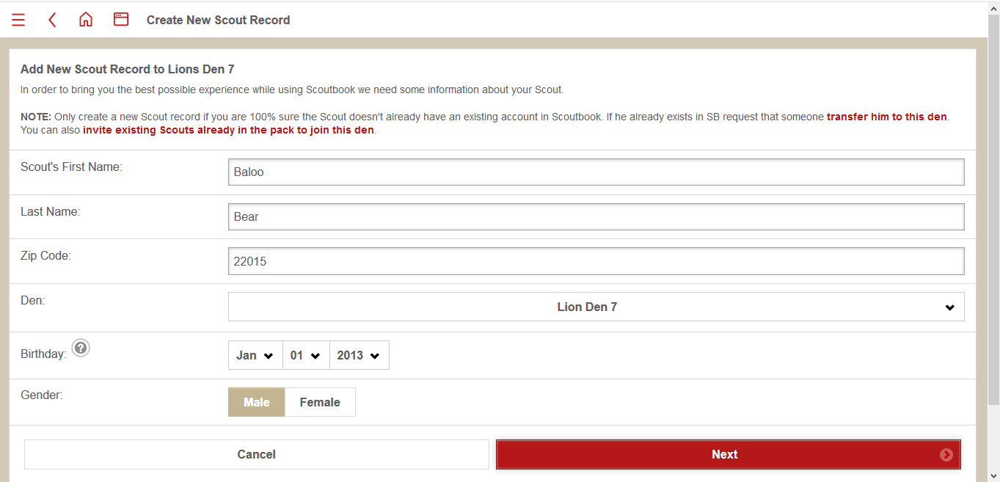 Create New Scout Record
Add New Scout Record to Lions Den 7
In order to bring you the best possible experience while using Scoutbook we need some information about your Scout.
NOTE: Only create a new Scout record if you are 100% sure the Scout doesn't already have an existing account in Scoutbook. If he already exists in SB request that someone transfer him to this den.
You can also invite existing Scouts already in the pack to join this den.
Scout's First Name: Baloo
Last Name: Bear
Zip Code: 22015
Den: Lion Den 7
Birthday: ? Jan 01 2013
Gender: Male Female
Cancel Next